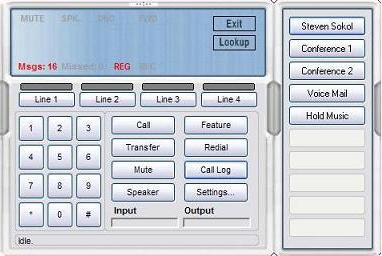 MUTE SPK. DND FWD
Exit
Lookup
Msgs: 16 Missed: 0 REG REC
Line 1 Line 2 Line 3 Line 4
1 2 3
4 5 6
7 8 9
* 0 #
Call Feature
Transfer Redial
Mute Call Log
Speaker Settings...
Input Output
Idle.
Steven Sokol
Conference 1
Conference 2
Voice Mail
Hold Music